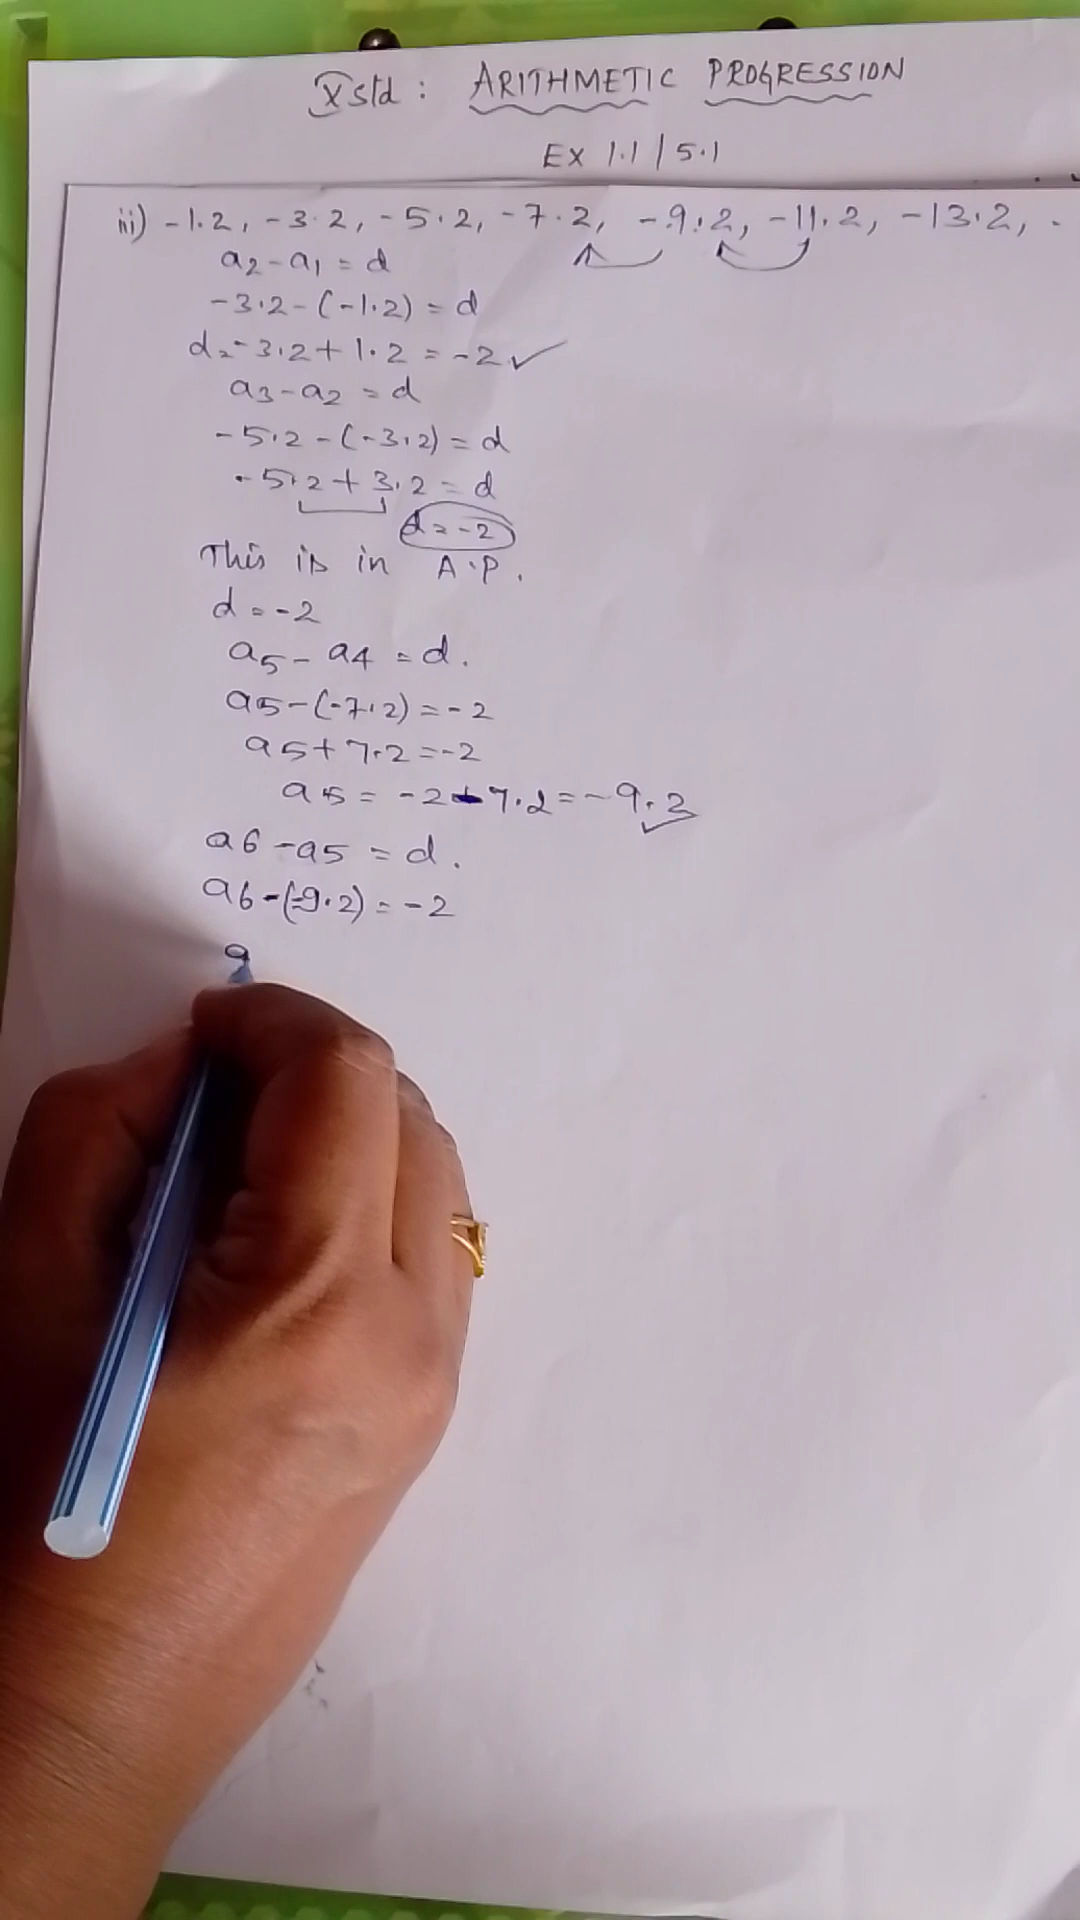 X std : ARITHMETIC PROGRESSION
EX 1.1 / 5.1
iii) -1.2, -3.2, -5.2, -7.2, -9.2, -11.2, -13.2, .
a2-a1 = d
-3.2-(-1.2) = d
d=-3.2+1.2 = -2 ✓
a3-a2 = d
-5.2-(-3.2) = d
-5.2+3.2 = d
d=-2
This is in A.P.
d=-2
a5- a4 = d.
a5-(-7.2) = -2
a5+7.2=-2
a5 = -2-7.2=-9.2
a6-a5 = d.
a6-(-9.2) = -2
a